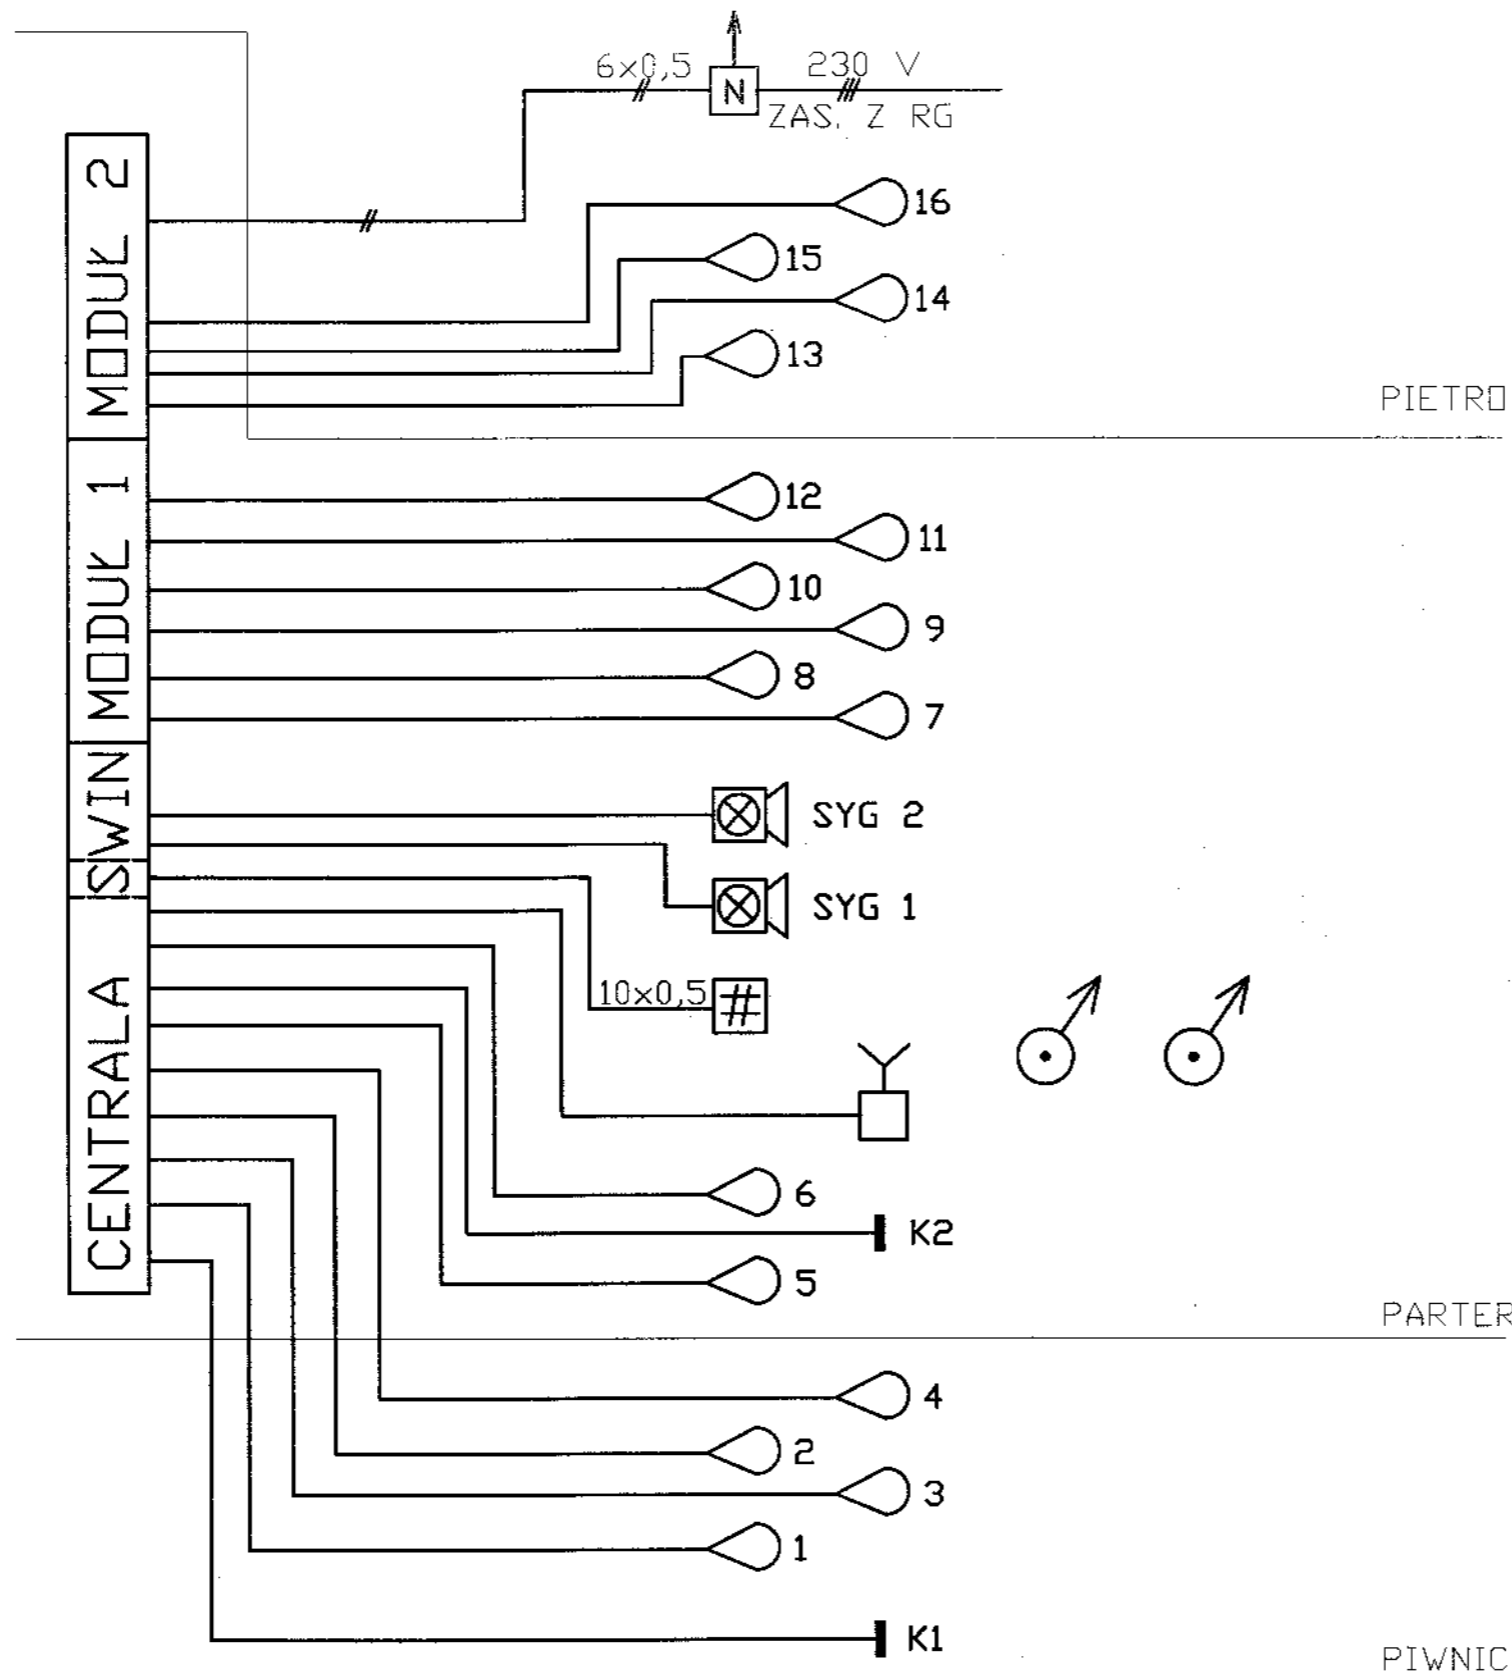 6x0,5
230 V
ZAS. Z RG
N
MODUŁ 2
16
15
14
13
PIETRO
MODUŁ 1
12
11
10
9
8
7
SWIN
SYG 2
SYG 1
10x0,5
#
CENTRALA
6
K2
5
PARTER
4
2
3
1
K1
PIWNIC